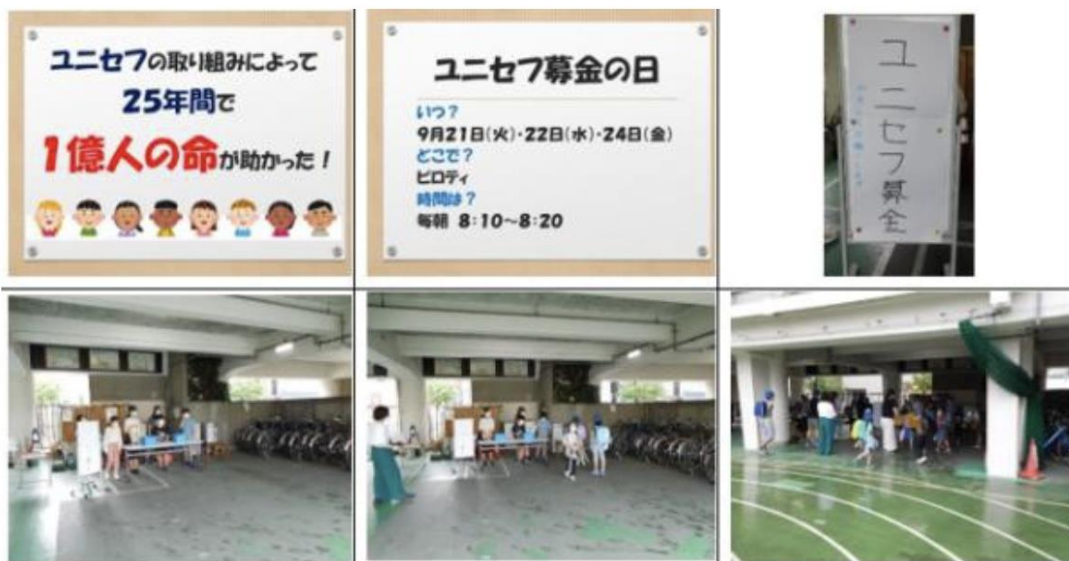 ユニセフの取り組みによって
25年間で
1億人の命が助かった！
ユニセフ募金の日
いつ？
9月21日(火)・22日(水)・24日(金)
どこで？
ピロティ
時間は？
毎朝 8:10～8:20
ユニセフ募金